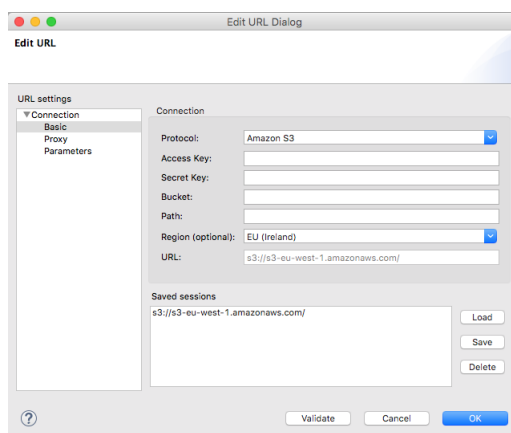 Edit URL Dialog
Edit URL
URL settings
Connection
Basic
Proxy
Parameters
Connection
Protocol: Amazon S3
Access Key:
Secret Key:
Bucket:
Path:
Region (optional): EU (Ireland)
URL: s3://s3-eu-west-1.amazonaws.com/
Saved sessions
s3://s3-eu-west-1.amazonaws.com/
Load
Save
Delete
? Validate Cancel OK